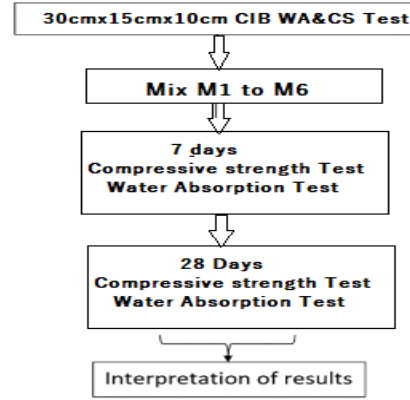 30cmx15cmx10cm CIB WA&CS Test
Mix M1 to M6
7 days
Compressive strength Test
Water Absorption Test
28 Days
Compressive strength Test
Water Absorption Test
Interpretation of results